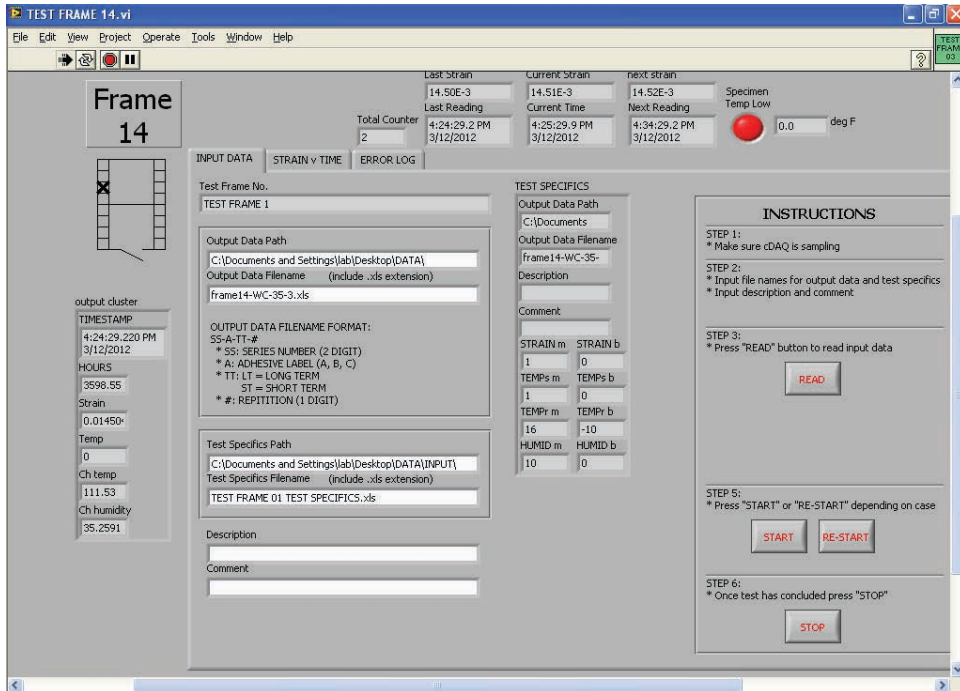 TEST FRAME 14.vi
File Edit View Project Operate Tools Window Help
TEST
FRAM
03
Frame
14
Last Strain Current Strain next strain
14.50E-3 14.51E-3 14.52E-3
Last Reading Current Time Next Reading
Total Counter
2
4:24:29.2 PM 4:25:29.9 PM 4:34:29.2 PM
3/12/2012 3/12/2012 3/12/2012
Specimen
Temp Low
0.0 deg F
INPUT DATA STRAIN v TIME ERROR LOG
Test Frame No.
TEST FRAME 1
Output Data Path
C:\Documents and Settings\lab\Desktop\DATA\
Output Data Filename (include .xls extension)
frame14-WC-35-3.xls
OUTPUT DATA FILENAME FORMAT:
SS-A-TT-#
* SS: SERIES NUMBER (2 DIGIT)
* A: ADHESIVE LABEL (A, B, C)
* TT: LT = LONG TERM
ST = SHORT TERM
* #: REPITITION (1 DIGIT)
Test Specifics Path
C:\Documents and Settings\lab\Desktop\DATA\INPUT\
Test Specifics Filename (include .xls extension)
TEST FRAME 01 TEST SPECIFICS.xls
Description
Comment
output cluster
TIMESTAMP
4:24:29.220 PM
3/12/2012
HOURS
3598.55
Strain
0.01450
Temp
0
Ch temp
111.53
Ch humidity
35.2591
TEST SPECIFICS
Output Data Path
C:\Documents
Output Data Filename
frame14-WC-35-
Description
Comment
STRAIN m STRAIN b
1 0
TEMPs m TEMPs b
1 0
TEMPr m TEMPr b
16 -10
HUMID m HUMID b
10 0
INSTRUCTIONS
STEP 1:
* Make sure cDAQ is sampling
STEP 2:
* Input file names for output data and test specifics
* Input description and comment
STEP 3:
* Press "READ" button to read input data
READ
STEP 5:
* Press "START" or "RE-START" depending on case
START RE-START
STEP 6:
* Once test has concluded press "STOP"
STOP